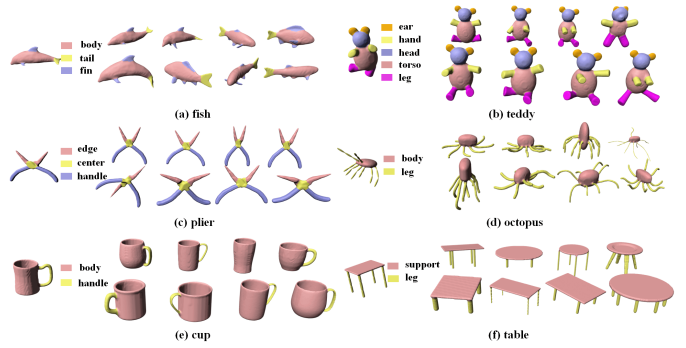 body
tail
fin
(a) fish
ear
hand
head
torso
leg
(b) teddy
edge
center
handle
(c) plier
body
leg
(d) octopus
body
handle
(e) cup
support
leg
(f) table